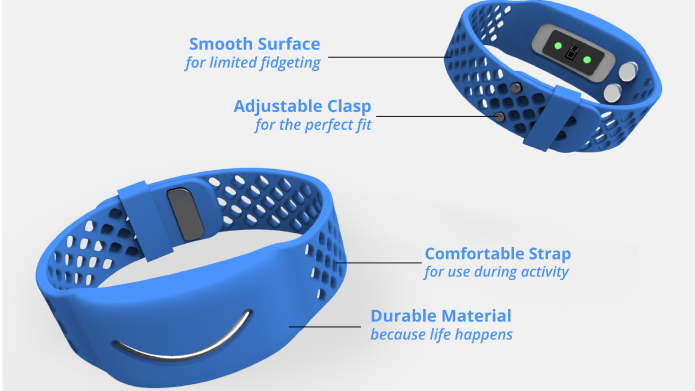 Smooth Surface
for limited fidgeting
Adjustable Clasp
for the perfect fit
Comfortable Strap
for use during activity
Durable Material
because life happens